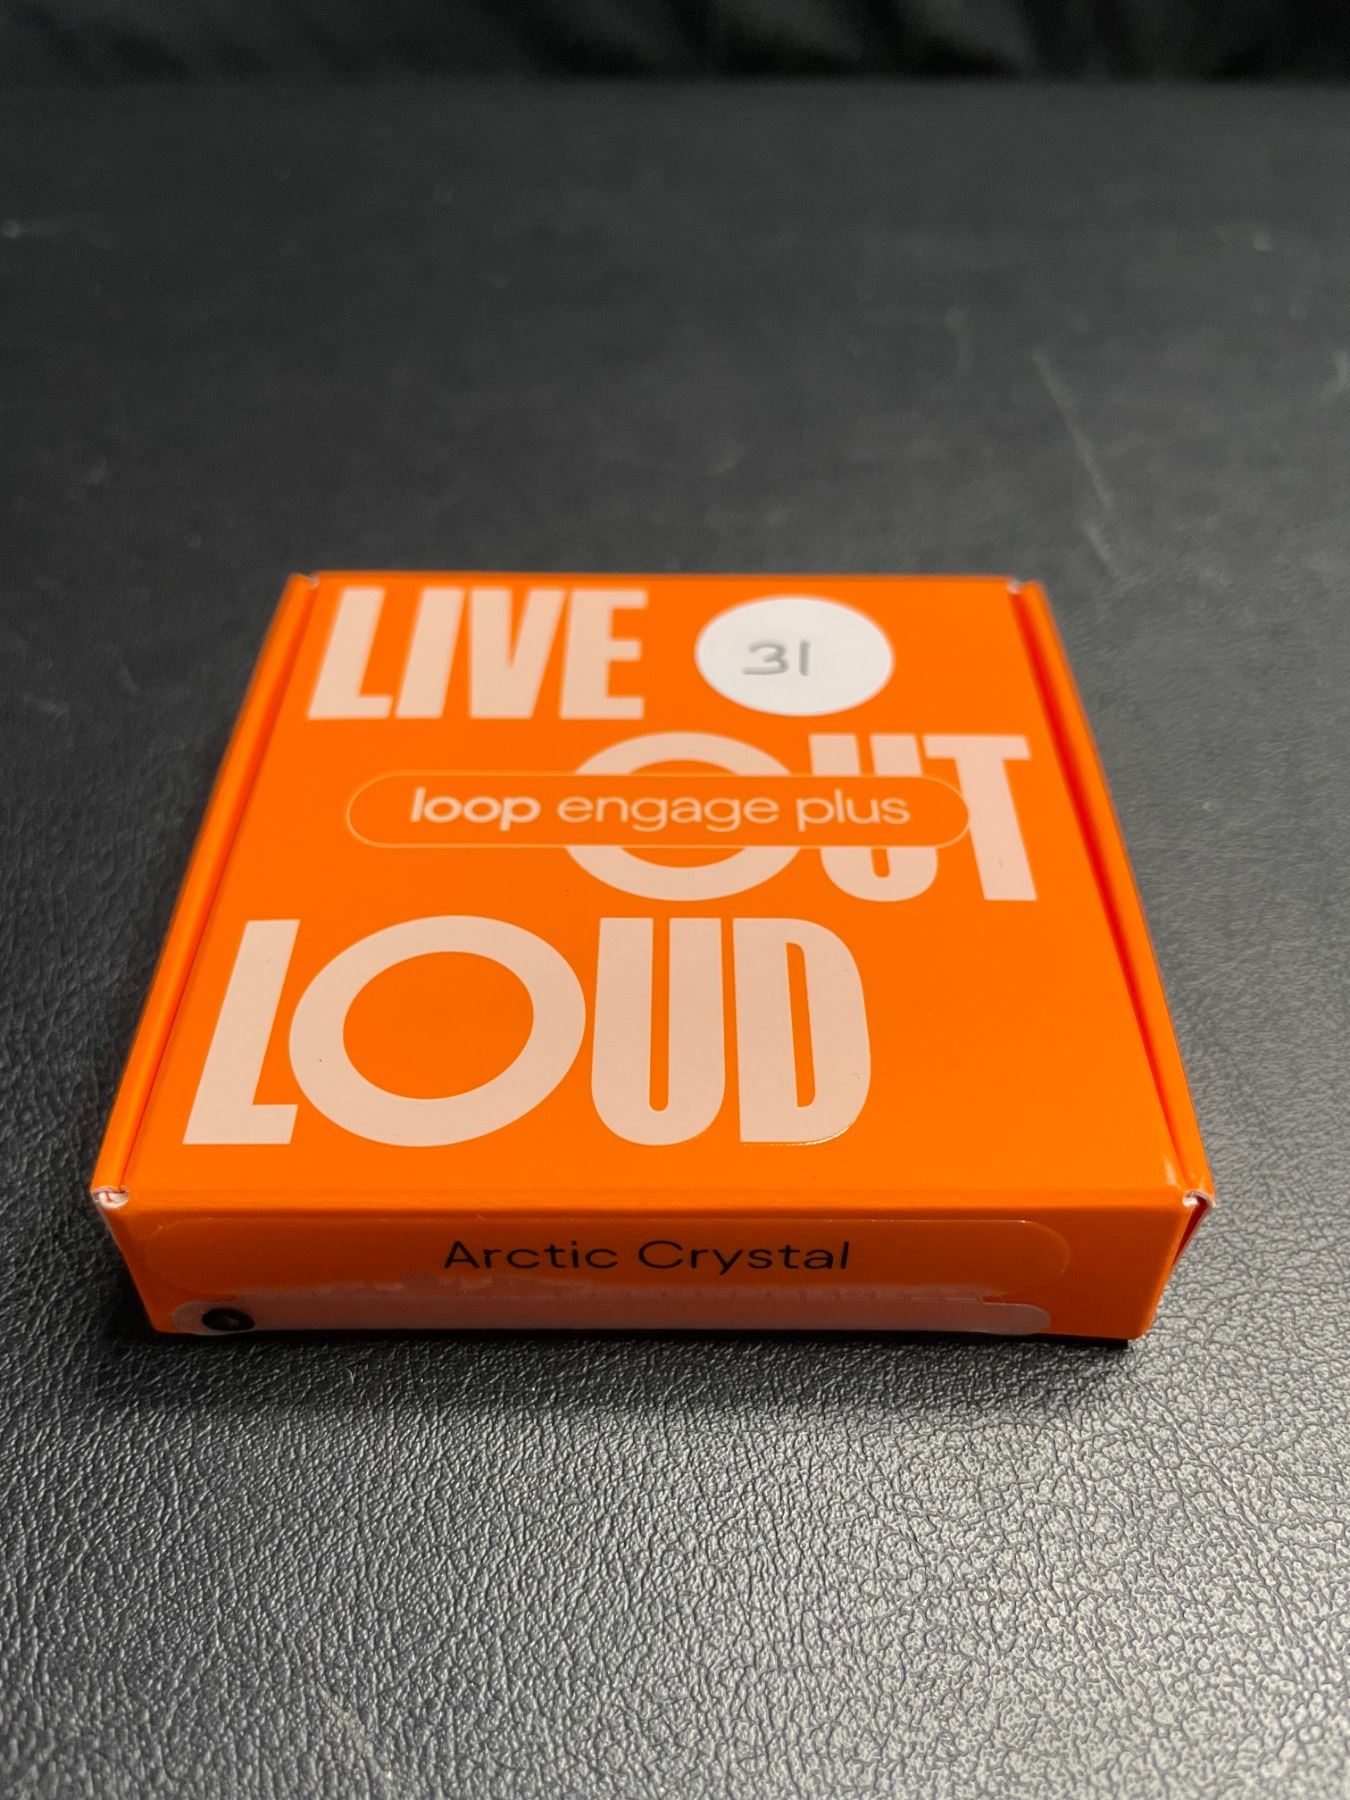 LIVE
31
OUT
loop engage plus
LOUD
Arctic Crystal